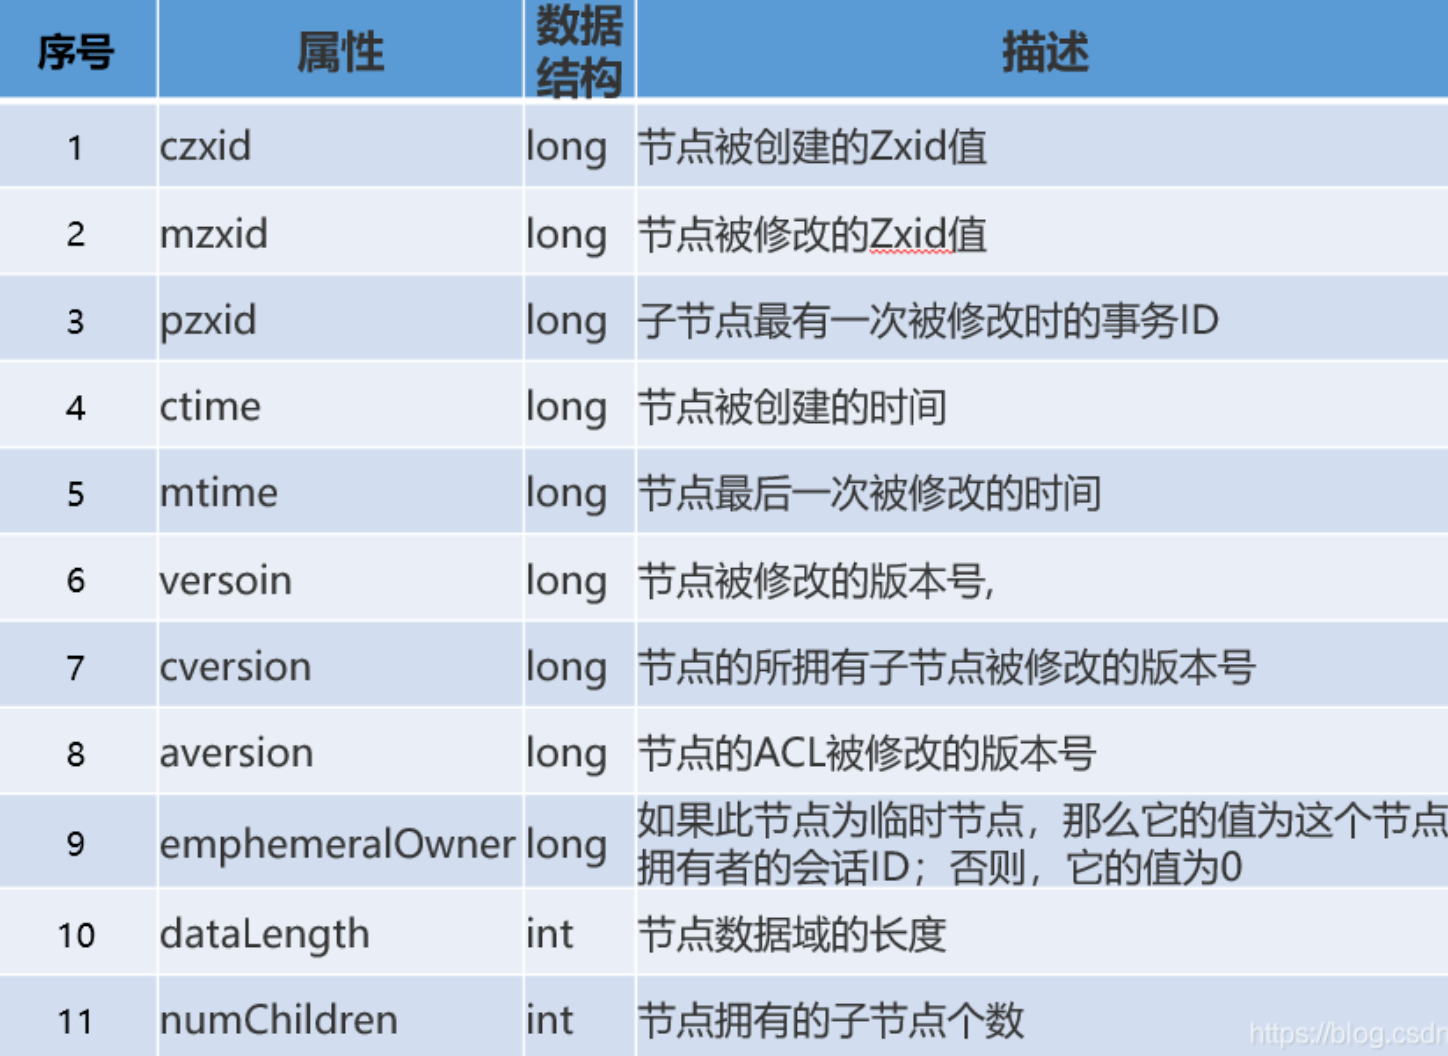 序号 属性 数据结构 描述
1 czxid long 节点被创建的Zxid值
2 mzxid long 节点被修改的Zxid值
3 pzxid long 子节点最有一次被修改时的事务ID
4 ctime long 节点被创建的时间
5 mtime long 节点最后一次被修改的时间
6 versoin long 节点被修改的版本号,
7 cversion long 节点的所拥有子节点被修改的版本号
8 aversion long 节点的ACL被修改的版本号
9 emphemeralOwner long 如果此节点为临时节点，那么它的值为这个节点
拥有者的会话ID；否则，它的值为0
10 dataLength int 节点数据域的长度
11 numChildren int 节点拥有的子节点个数
https://blog.csdn